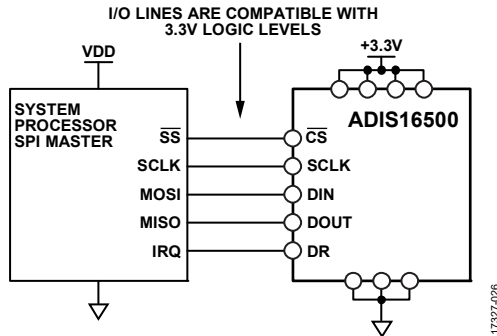 I/O LINES ARE COMPATIBLE WITH
3.3V LOGIC LEVELS
VDD
+3.3V
SYSTEM
PROCESSOR
SPI MASTER
ADIS16500
SS
CS
SCLK
SCLK
MOSI
DIN
MISO
DOUT
IRQ
DR
17327-026